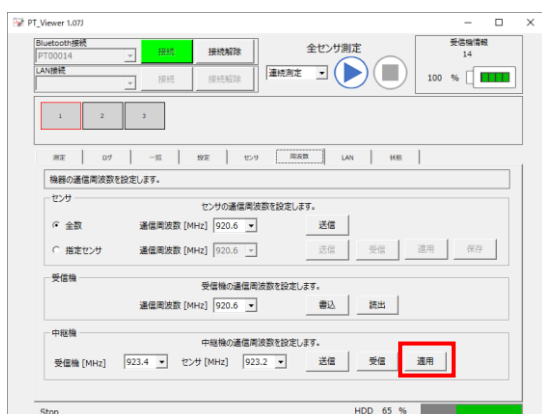 PT_Viewer 1.07J
Bluetooth接続
PT00014
接続
接続解除
LAN接続
接続
接続解除
全センサ測定
連続測定
受信機情報
14
100 %
1 2 3
測定 ログ 一覧 設定 センサ 周波数 LAN 状態
機器の通信周波数を設定します。
センサ
センサの通信周波数を設定します。
全数 通信周波数 [MHz] 920.6 送信
指定センサ 通信周波数 [MHz] 920.6 送信 受信 適用 保存
受信機
受信機の通信周波数を設定します。
通信周波数 [MHz] 920.6 書込 読出
中継機
中継機の通信周波数を設定します。
受信機 [MHz] 923.4 センサ [MHz] 923.2 送信 受信 適用
Stop HDD 65 %